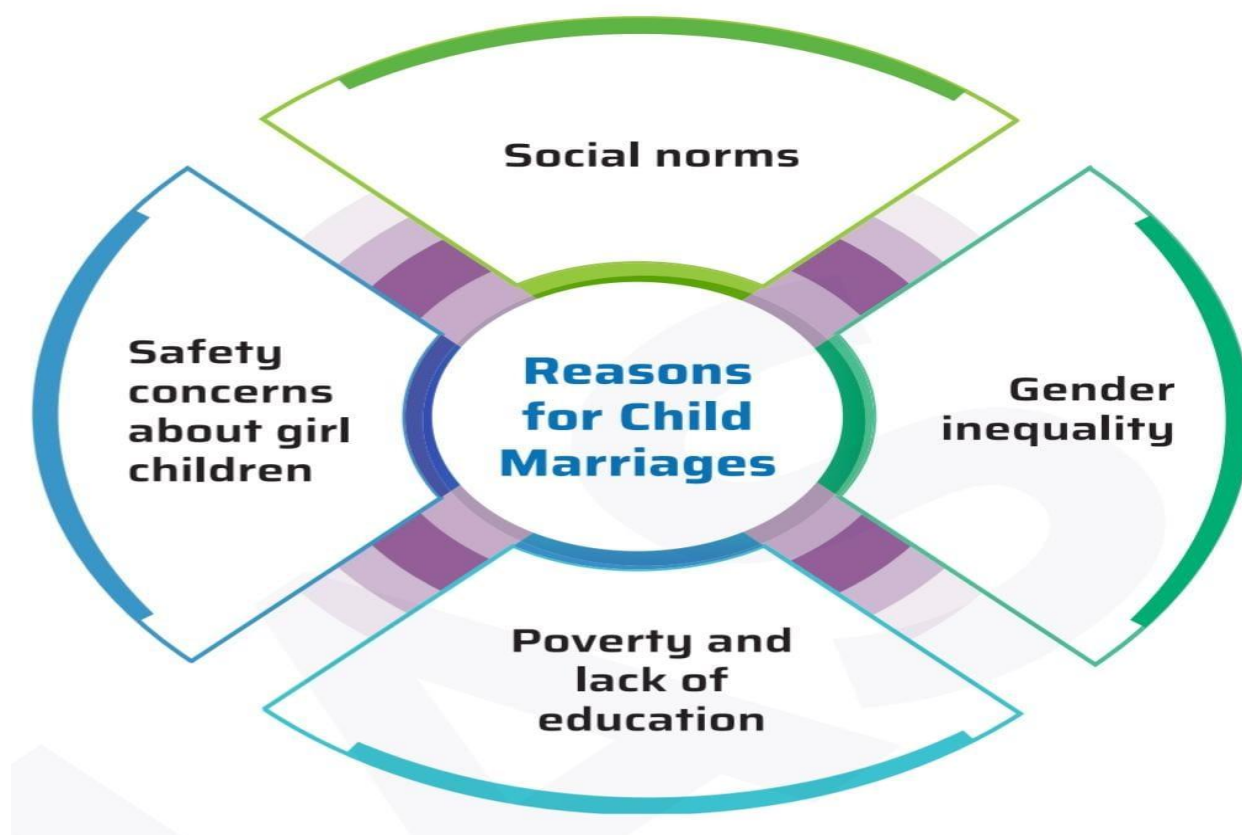 Social norms
Safety
concerns
about girl
children
Reasons
for Child
Marriages
Gender
inequality
Poverty and
lack of
education